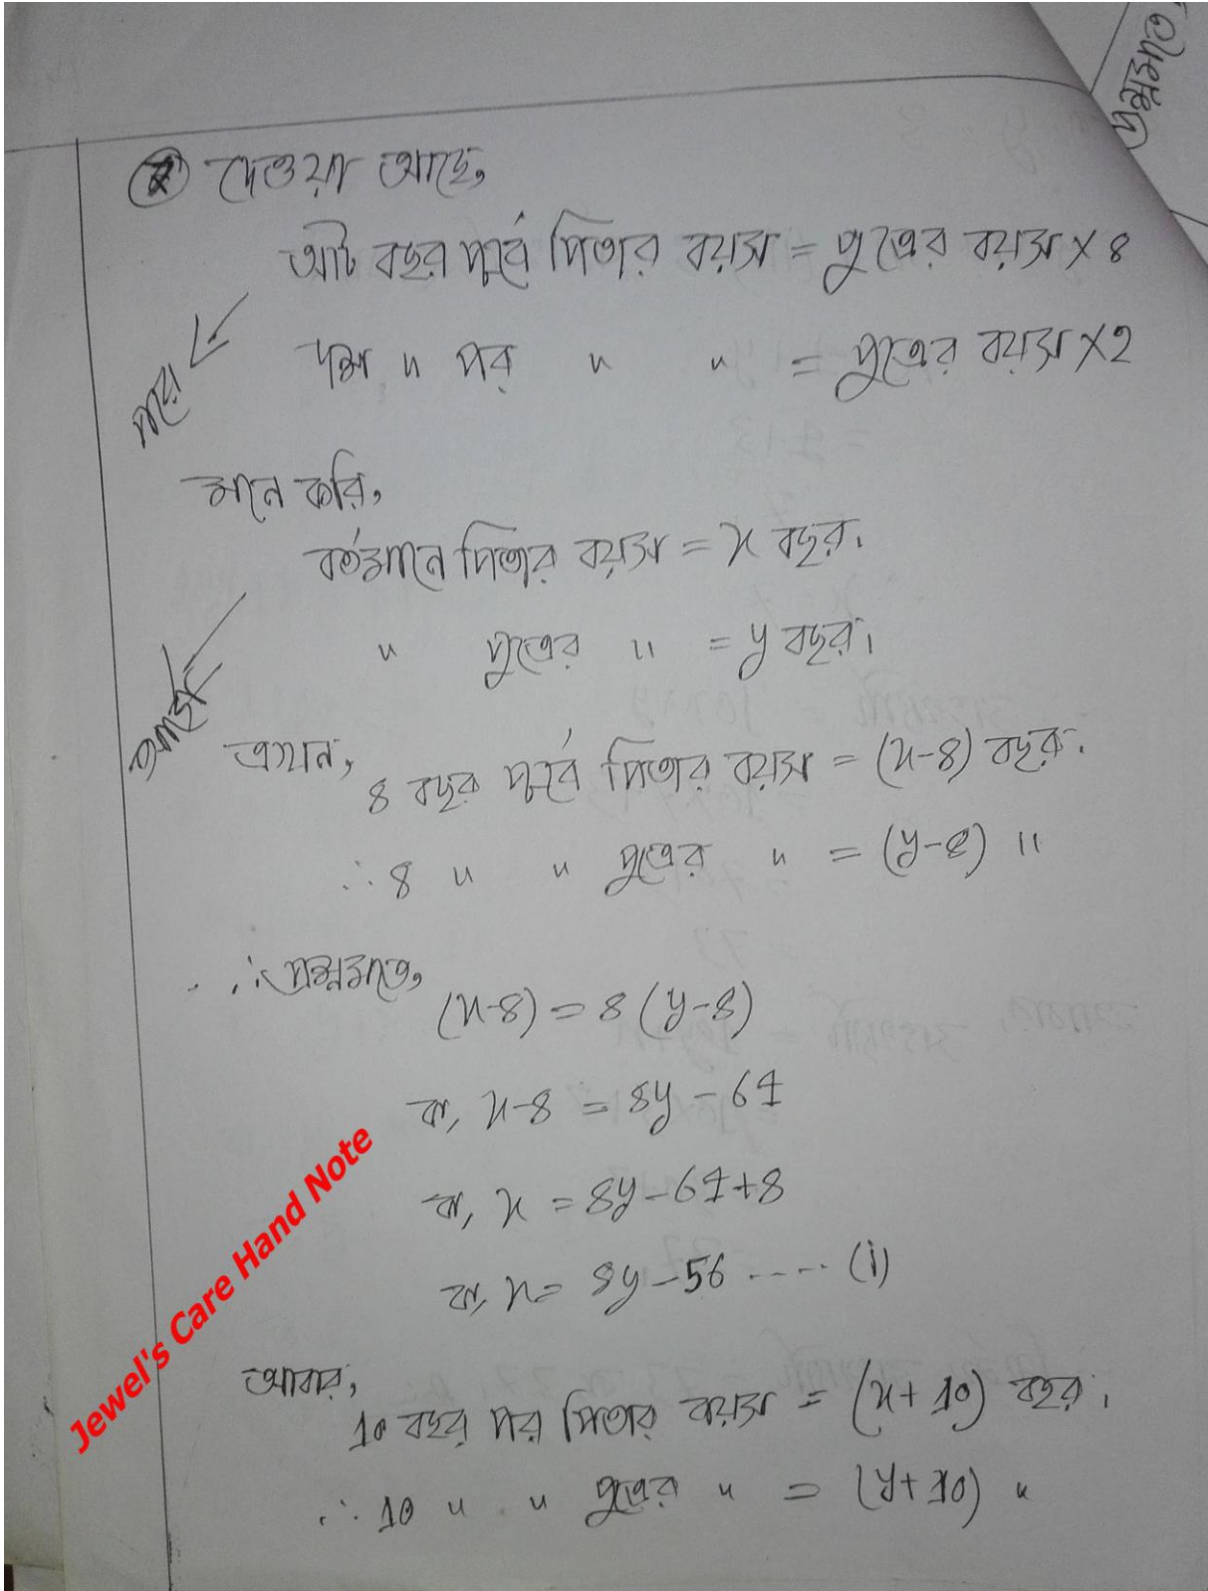 দেওয়া আছে,
আট বছর পূর্বে পিতার বয়স = পুত্রের বয়স × 8
দশ " পর " " = পুত্রের বয়স × 2
মনে করি,
বর্তমানে পিতার বয়স = x বছর।
" পুত্রের " = y বছর।
এখন,
8 বছর পূর্বে পিতার বয়স = (x-8) বছর।
∴ 8 " " পুত্রের " = (y-8) "
∴ প্রশ্নমতে,
(x-8) = 8 (y-8)
বা, x-8 = 8y - 64
বা, x = 8y - 64 + 8
বা, x = 8y - 56 ..... (i)
আবার,
10 বছর পর পিতার বয়স = (x+10) বছর।
∴ 10 " " পুত্রের " = (y+10) "
Jewel's Care Hand Note